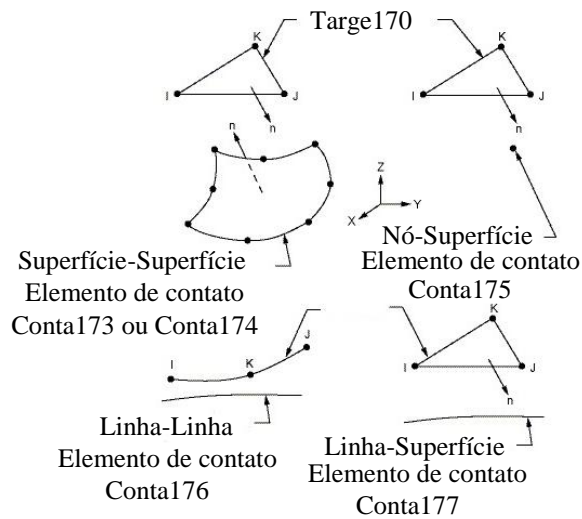 Targe170
K
K
I
J
I
J
n
n
n
Z
Y
X
Superfície-Superfície
Elemento de contato
Conta173 ou Conta174
Nó-Superfície
Elemento de contato
Conta175
I
K
J
K
I
J
n
Linha-Linha
Elemento de contato
Conta176
Linha-Superfície
Elemento de contato
Conta177